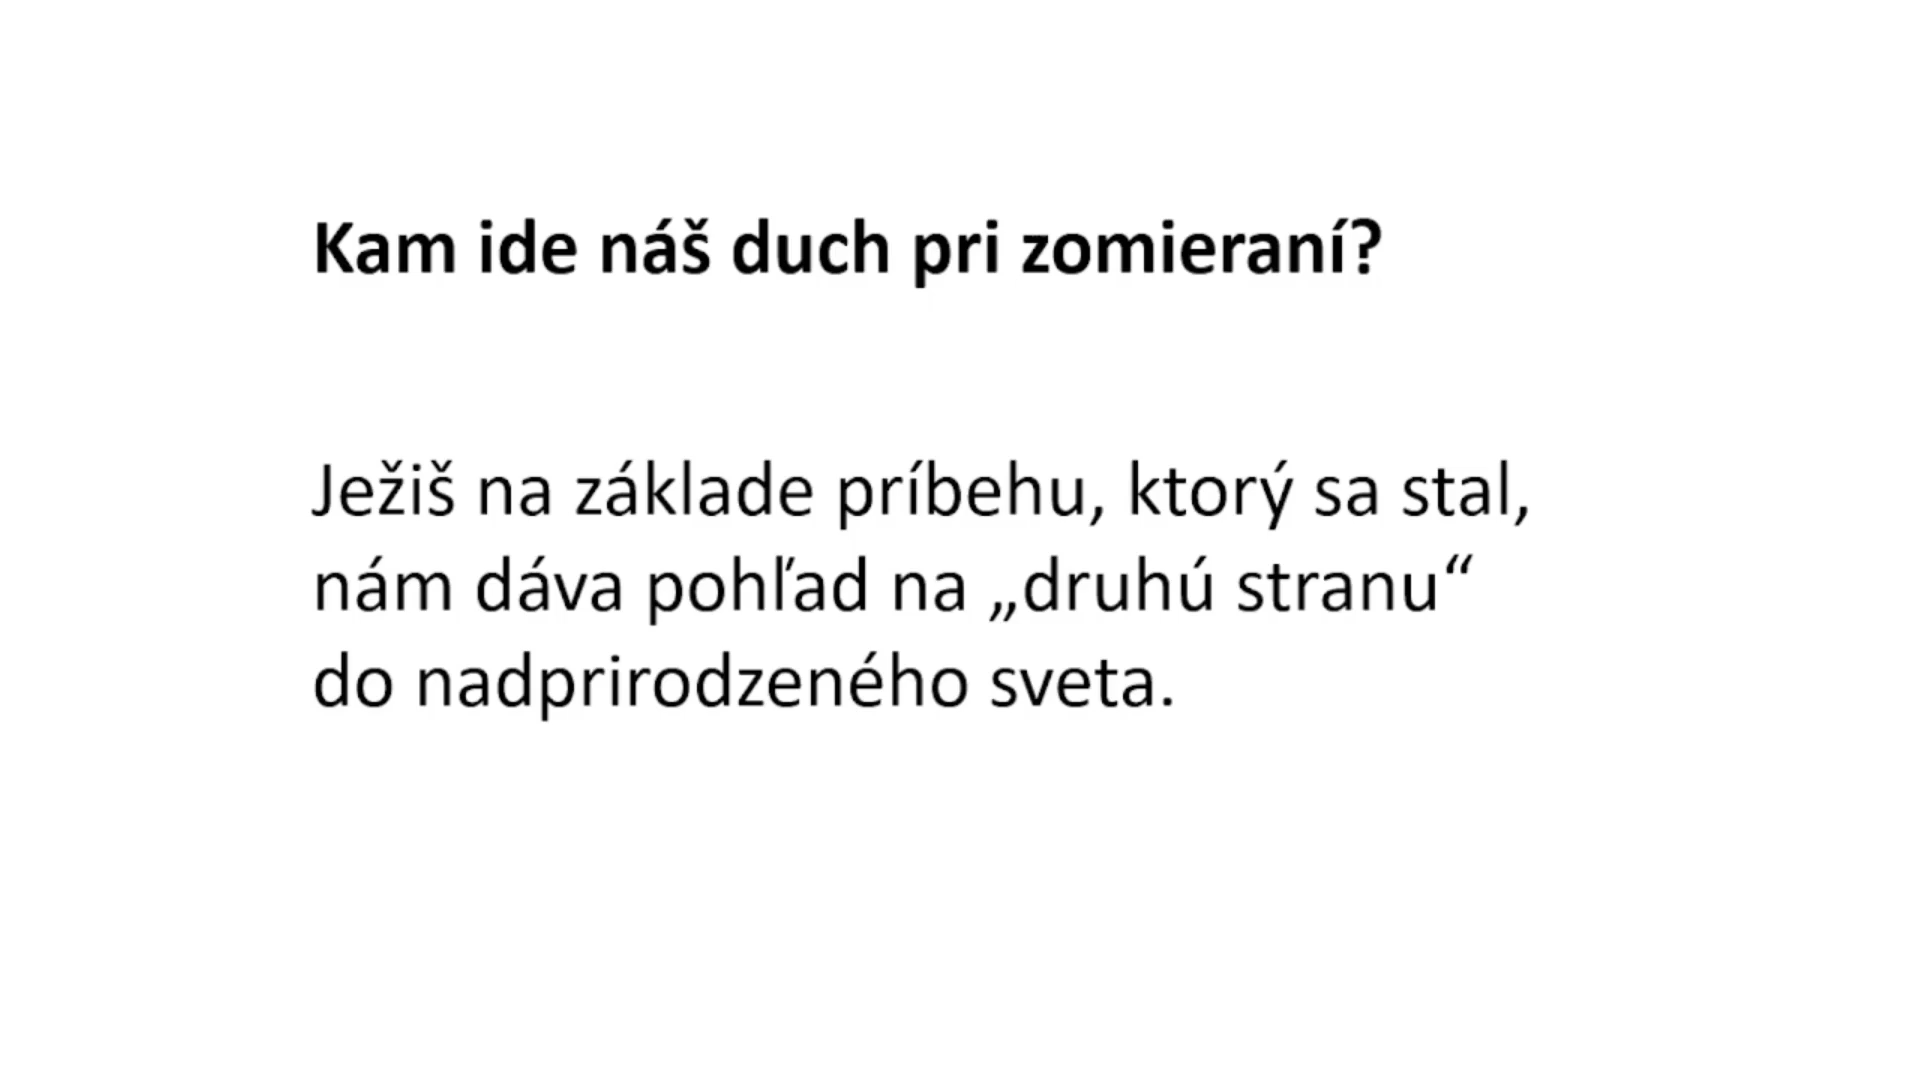 Kam ide náš duch pri zomieraní?
Ježiš na základe príbehu, ktorý sa stal,
nám dáva pohľad na „druhú stranu“
do nadprirodzeného sveta.